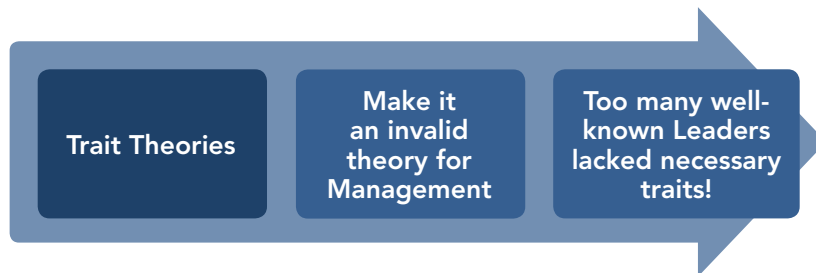 Trait Theories
Make it
an invalid
theory for
Management
Too many well-
known Leaders
lacked necessary
traits!